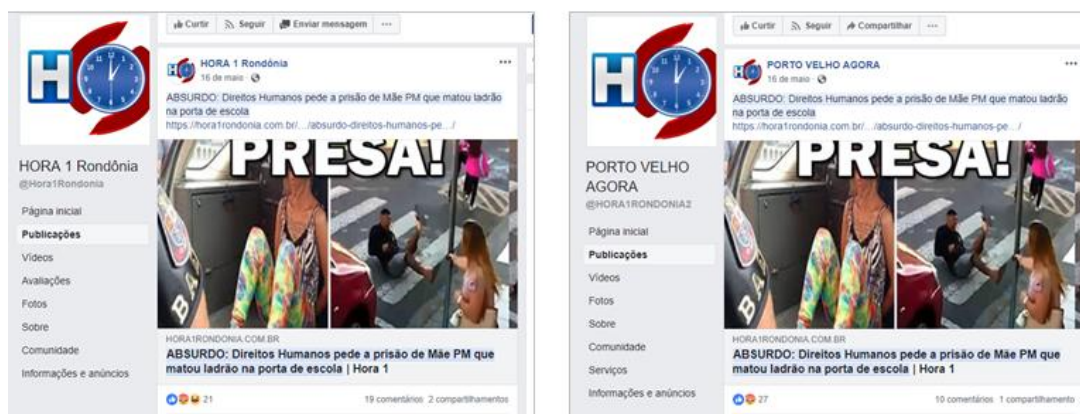 Curtir Seguir Enviar mensagem ...
HO
HORA 1 Rondônia
16 de maio
ABSURDO: Direitos Humanos pede a prisão de Mãe PM que matou ladrão
na porta de escola
https://hora1rondonia.com.br/.../absurdo-direitos-humanos-pe.../
PRESA!
HORA 1 Rondônia
@Hora1Rondonia
Página inicial
Publicações
Vídeos
Avaliações
Fotos
Sobre
Comunidade
Informações e anúncios
HORA1RONDONIA.COM.BR
ABSURDO: Direitos Humanos pede a prisão de Mãe PM que
matou ladrão na porta de escola | Hora 1
21 19 comentários 2 compartilhamentos
Curtir Seguir Compartilhar ...
HO
PORTO VELHO AGORA
16 de maio
ABSURDO: Direitos Humanos pede a prisão de Mãe PM que matou ladrão
na porta de escola
https://hora1rondonia.com.br/.../absurdo-direitos-humanos-pe.../
PRESA!
PORTO VELHO
AGORA
@HORA1RONDONIA2
Página inicial
Publicações
Vídeos
Fotos
Sobre
Comunidade
Serviços
Informações e anúncios
HORA1RONDONIA.COM.BR
ABSURDO: Direitos Humanos pede a prisão de Mãe PM que
matou ladrão na porta de escola | Hora 1
27 10 comentários 1 compartilhamento